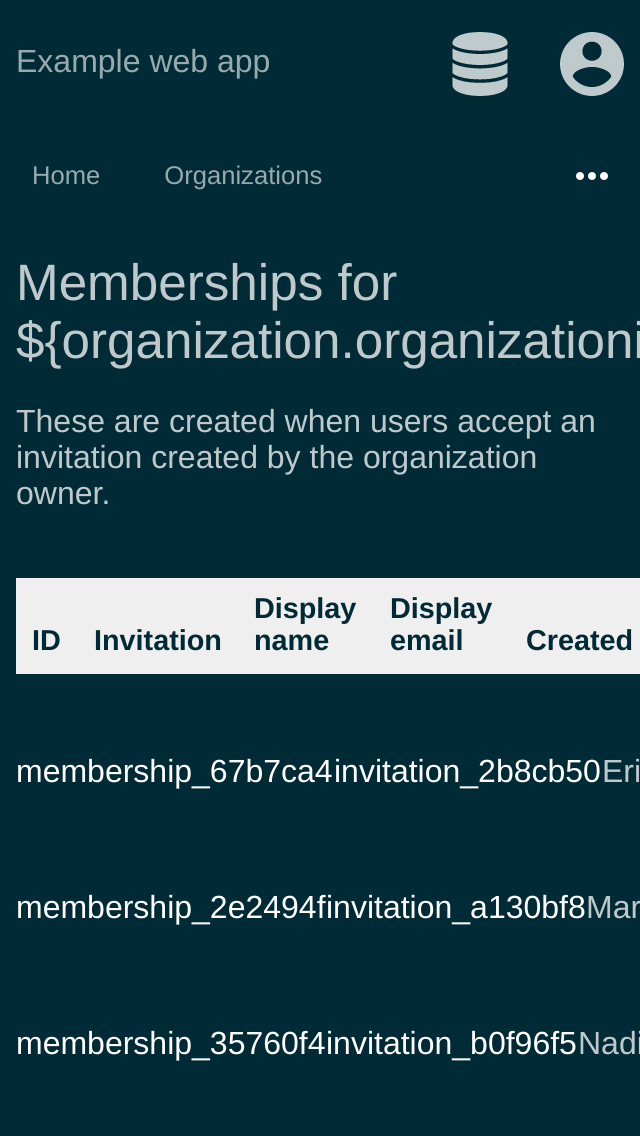 Example web app
Home Organizations
Memberships for
${organization.organizationi
These are created when users accept an
invitation created by the organization
owner.
ID Invitation Display name Display email Created
membership_67b7ca4 invitation_2b8cb50 Eri
membership_2e2494f invitation_a130bf8 Mar
membership_35760f4 invitation_b0f96f5 Nadi